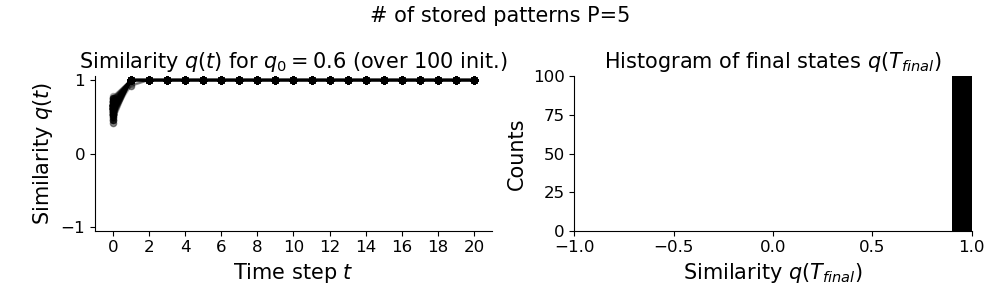 # of stored patterns P=5
Similarity q(t) for q₀ = 0.6 (over 100 init.)
1
0
−1
Similarity q(t)
0 2 4 6 8 10 12 14 16 18 20
Time step t
Histogram of final states q(T_final)
100
75
50
25
0
Counts
−1.0 −0.5 0.0 0.5 1.0
Similarity q(T_final)